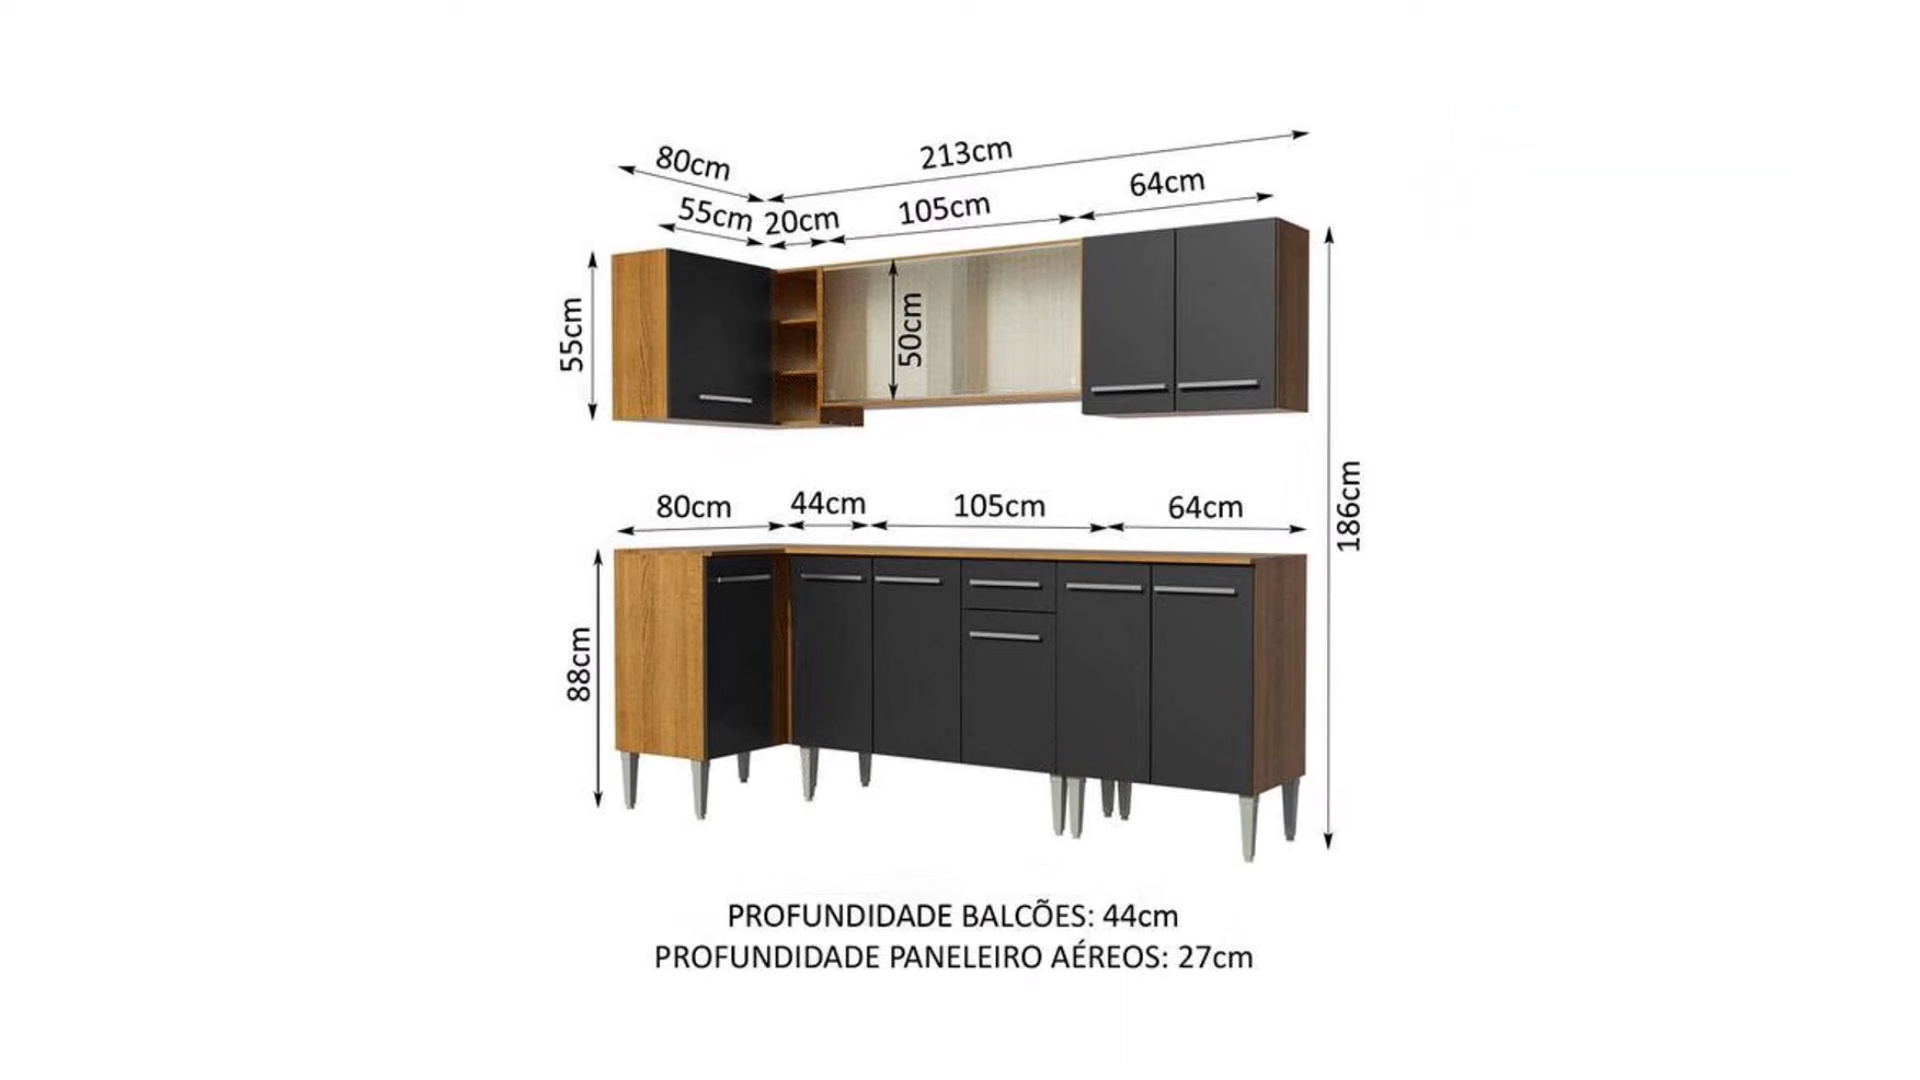 80cm
213cm
55cm
20cm
105cm
64cm
55cm
50cm
186cm
80cm
44cm
105cm
64cm
88cm
PROFUNDIDADE BALCÕES: 44cm
PROFUNDIDADE PANELEIRO AÉREOS: 27cm